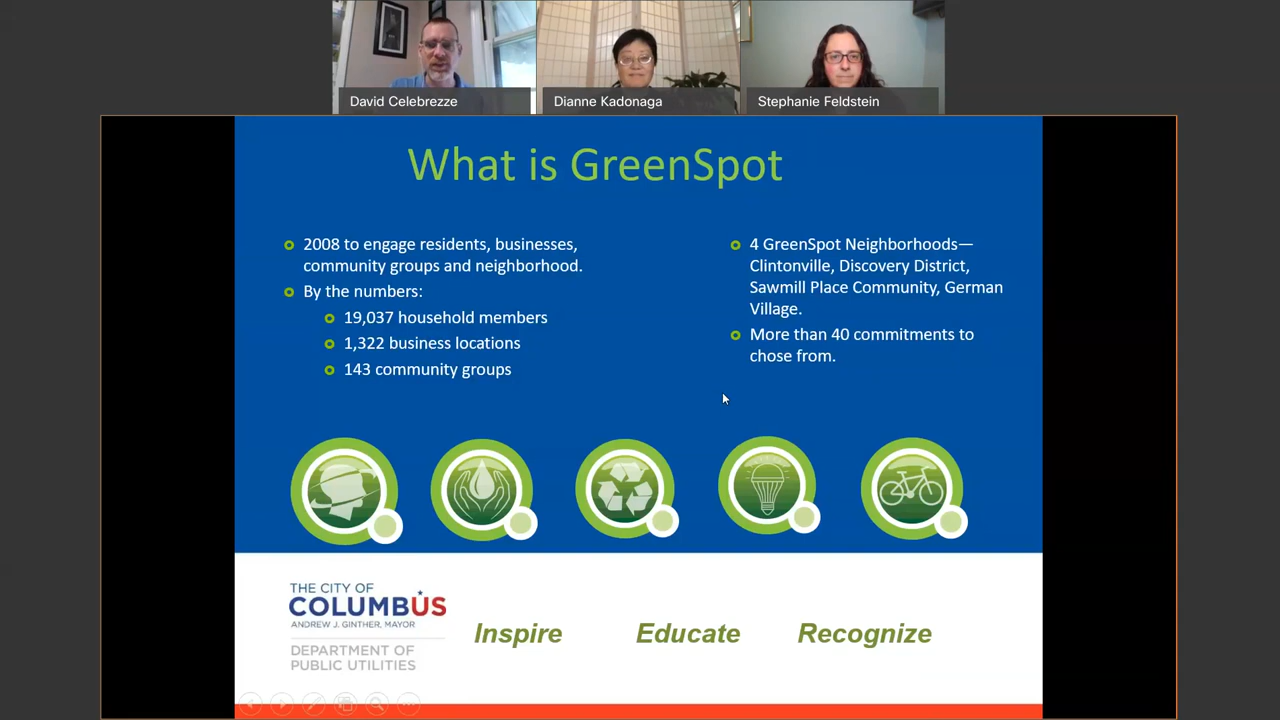 David Celebrezze
Dianne Kadonaga
Stephanie Feldstein
What is GreenSpot
2008 to engage residents, businesses,
community groups and neighborhood.
By the numbers:
19,037 household members
1,322 business locations
143 community groups
4 GreenSpot Neighborhoods—
Clintonville, Discovery District,
Sawmill Place Community, German
Village.
More than 40 commitments to
chose from.
THE CITY OF
COLUMBUS
ANDREW J. GINTHER, MAYOR
DEPARTMENT OF
PUBLIC UTILITIES
Inspire
Educate
Recognize